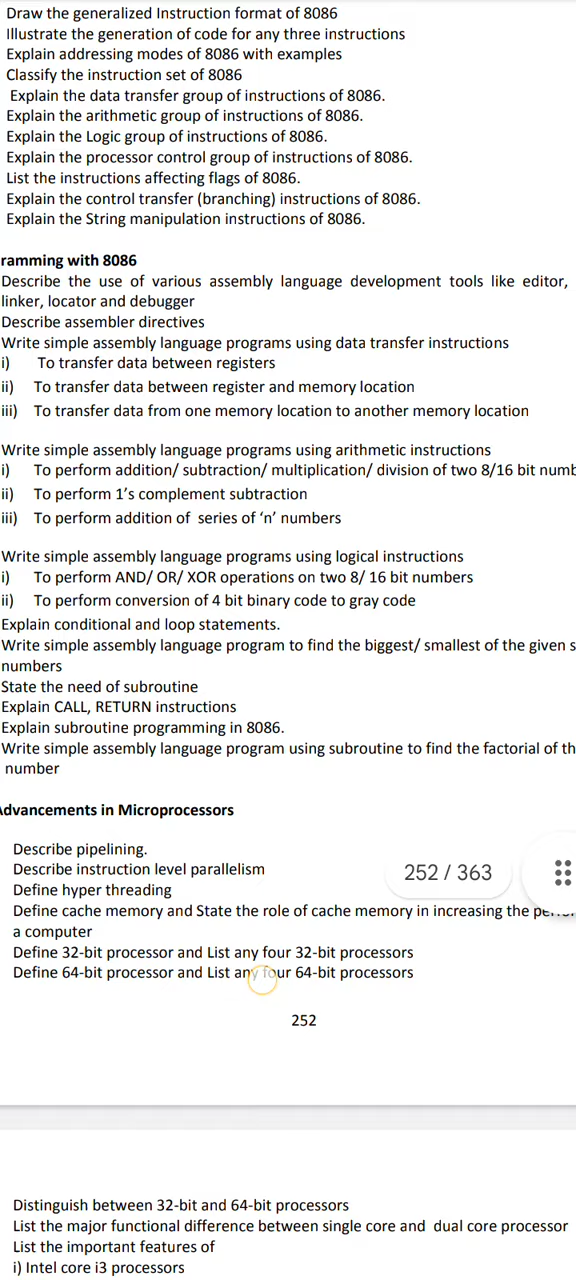 Draw the generalized Instruction format of 8086
Illustrate the generation of code for any three instructions
Explain addressing modes of 8086 with examples
Classify the instruction set of 8086
Explain the data transfer group of instructions of 8086.
Explain the arithmetic group of instructions of 8086.
Explain the Logic group of instructions of 8086.
Explain the processor control group of instructions of 8086.
List the instructions affecting flags of 8086.
Explain the control transfer (branching) instructions of 8086.
Explain the String manipulation instructions of 8086.
ramming with 8086
Describe the use of various assembly language development tools like editor,
linker, locator and debugger
Describe assembler directives
Write simple assembly language programs using data transfer instructions
i) To transfer data between registers
ii) To transfer data between register and memory location
iii) To transfer data from one memory location to another memory location
Write simple assembly language programs using arithmetic instructions
i) To perform addition/ subtraction/ multiplication/ division of two 8/16 bit numb
ii) To perform 1’s complement subtraction
iii) To perform addition of series of ‘n’ numbers
Write simple assembly language programs using logical instructions
i) To perform AND/ OR/ XOR operations on two 8/ 16 bit numbers
ii) To perform conversion of 4 bit binary code to gray code
Explain conditional and loop statements.
Write simple assembly language program to find the biggest/ smallest of the given s
numbers
State the need of subroutine
Explain CALL, RETURN instructions
Explain subroutine programming in 8086.
Write simple assembly language program using subroutine to find the factorial of th
number
Advancements in Microprocessors
Describe pipelining.
Describe instruction level parallelism
252 / 363
Define hyper threading
Define cache memory and State the role of cache memory in increasing the
a computer
Define 32-bit processor and List any four 32-bit processors
Define 64-bit processor and List any four 64-bit processors
252
Distinguish between 32-bit and 64-bit processors
List the major functional difference between single core and dual core processor
List the important features of
i) Intel core i3 processors